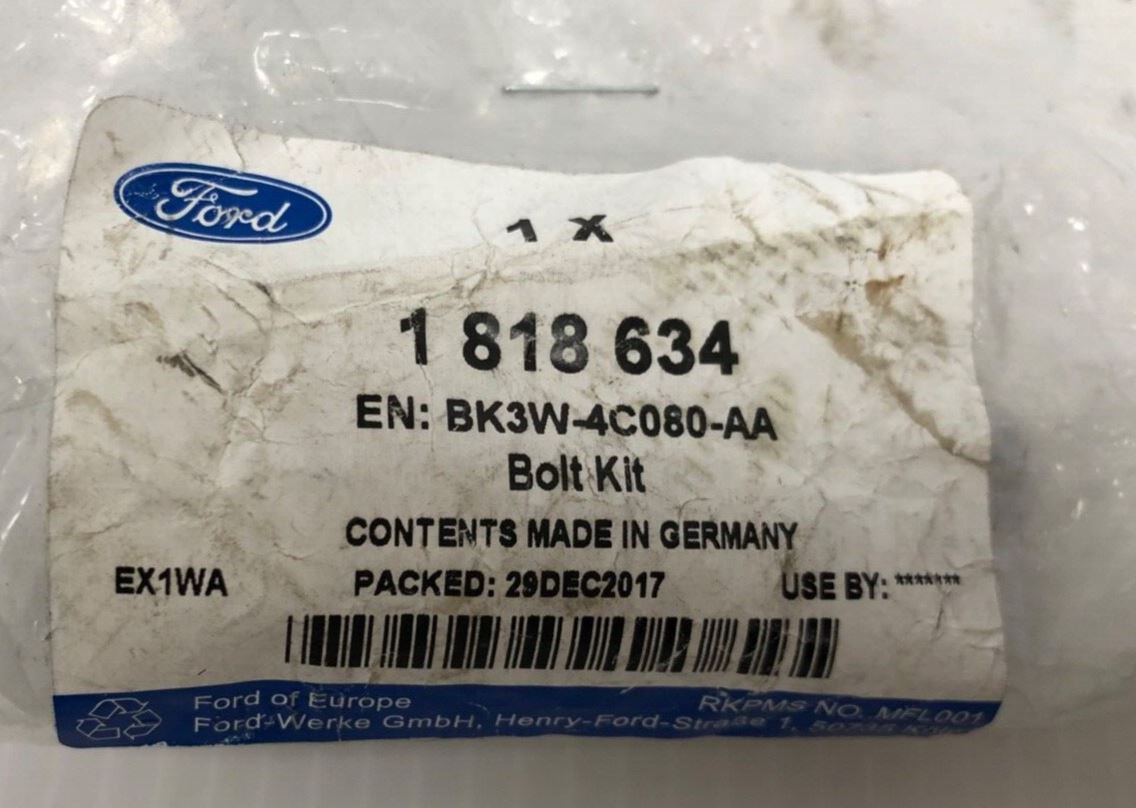 Ford
1 X
1 818 634
EN: BK3W-4C080-AA
Bolt Kit
CONTENTS MADE IN GERMANY
EX1WA PACKED: 29DEC2017 USE BY: *******
Ford of Europe RKPMS NO. MFL001
Ford-Werke GmbH, Henry-Ford-Straße 1,